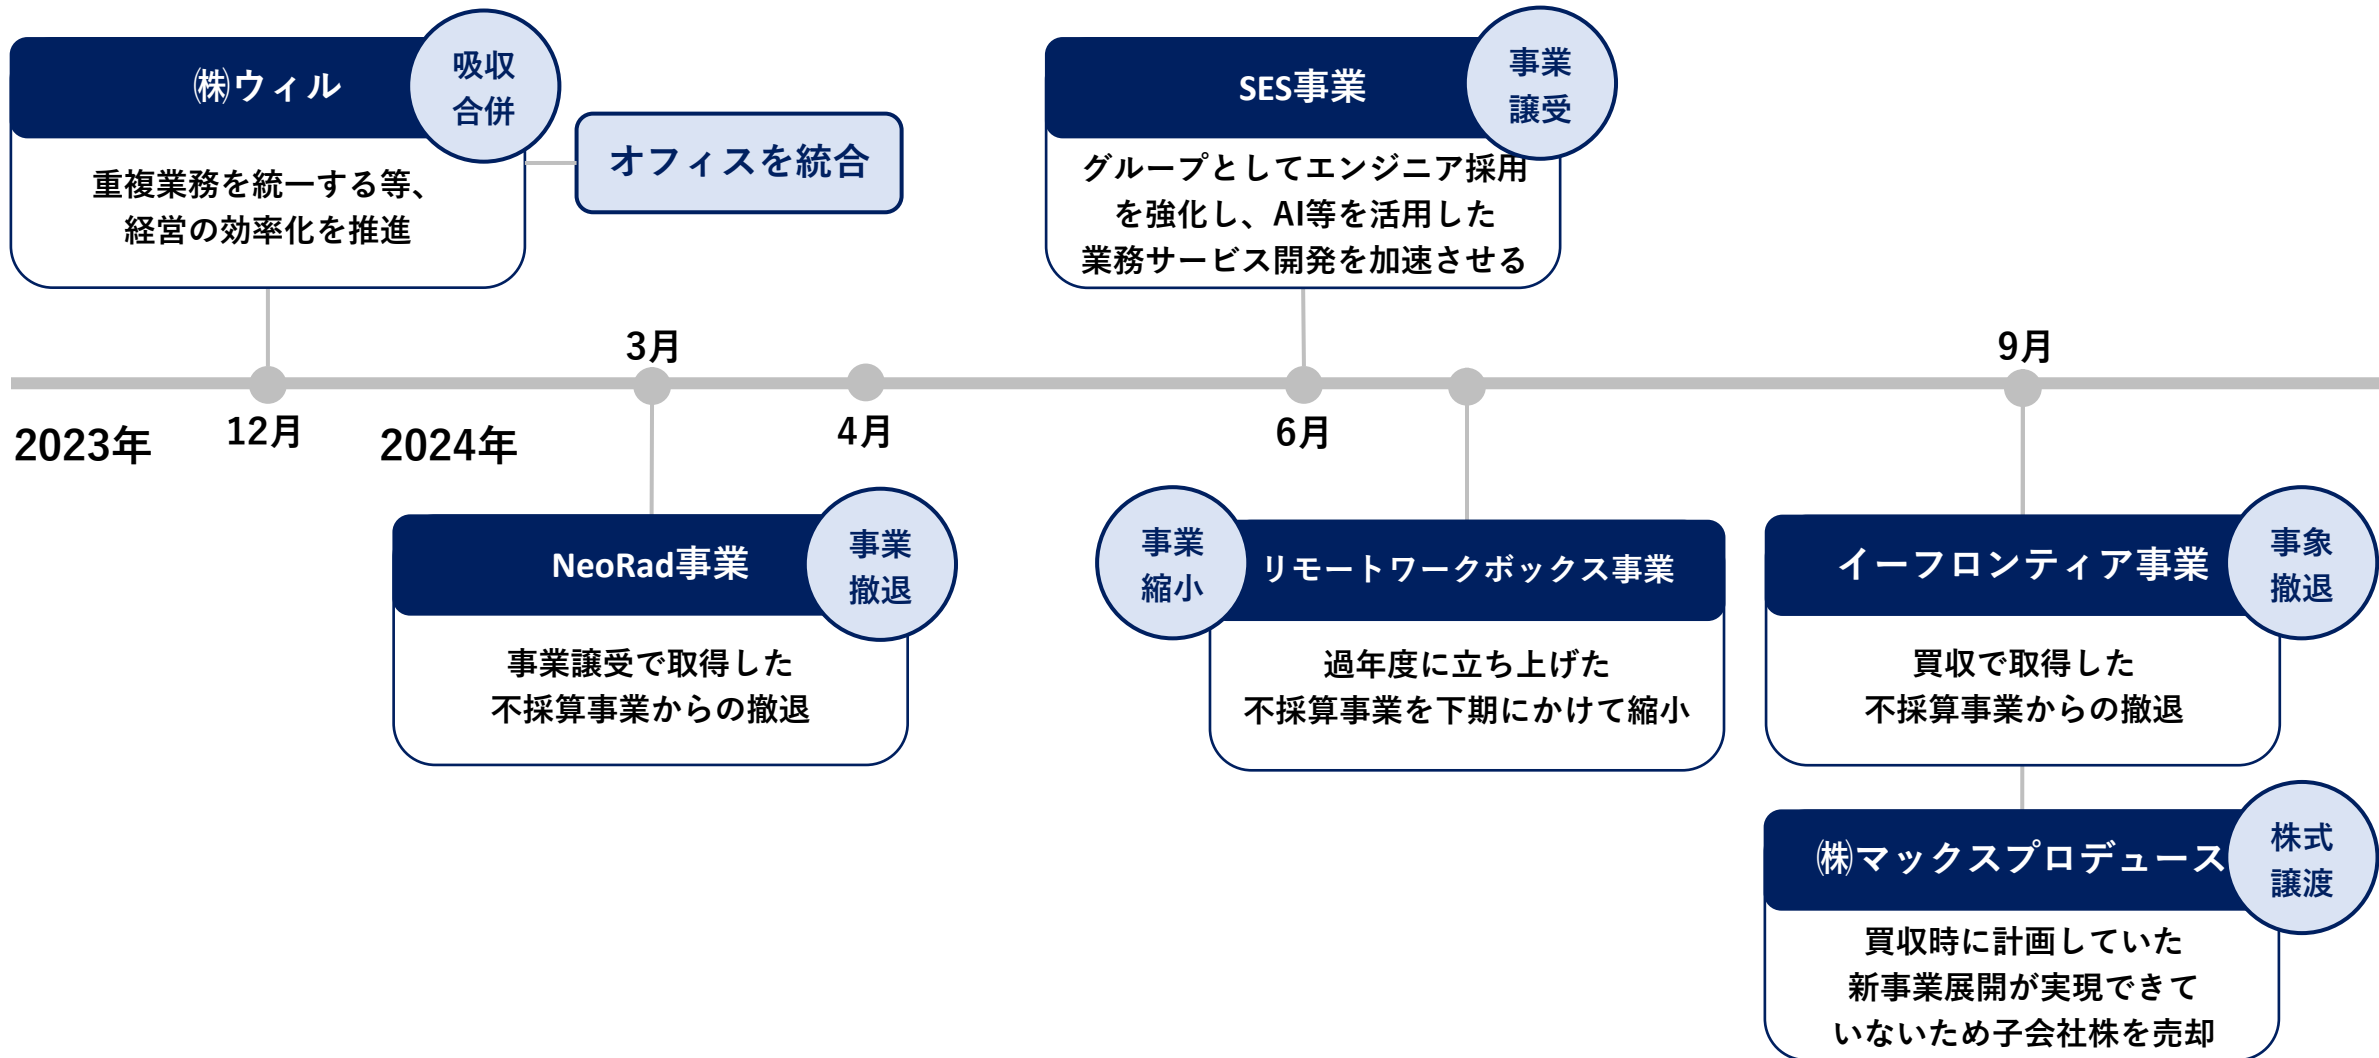 ㈱ウィル
吸収
合併
重複業務を統一する等、
経営の効率化を推進
オフィスを統合
SES事業
事業
譲受
グループとしてエンジニア採用
を強化し、AI等を活用した
業務サービス開発を加速させる
3月
9月
2023年
12月
2024年
4月
6月
NeoRad事業
事業
撤退
事業譲受で取得した
不採算事業からの撤退
事業
縮小
リモートワークボックス事業
過年度に立ち上げた
不採算事業を下期にかけて縮小
イーフロンティア事業
事象
撤退
買収で取得した
不採算事業からの撤退
㈱マックスプロデュース
株式
譲渡
買収時に計画していた
新事業展開が実現できて
いないため子会社株を売却